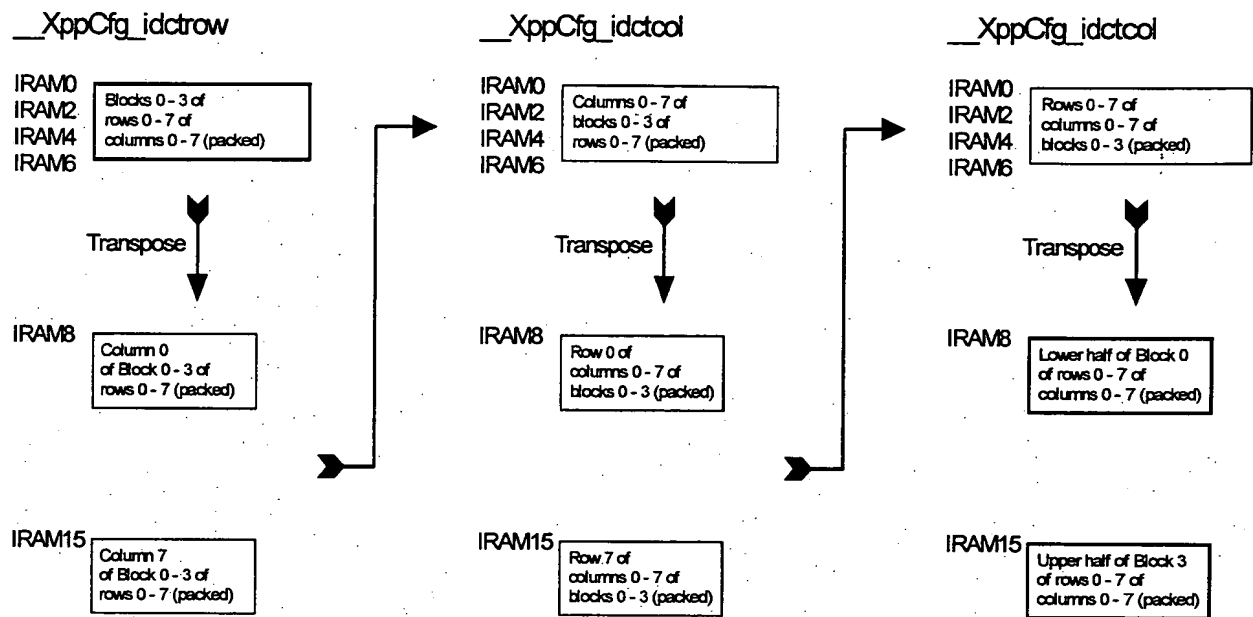 __XppCfg_idctrow
IRAM0
IRAM2
IRAM4
IRAM6
Blocks 0 - 3 of
rows 0 - 7 of
columns 0 - 7 (packed)
Transpose
IRAM8
Column 0
of Block 0 - 3 of
rows 0 - 7 (packed)
IRAM15
Column 7
of Block 0 - 3 of
rows 0 - 7 (packed)
__XppCfg_idctcol
IRAM0
IRAM2
IRAM4
IRAM6
Columns 0 - 7 of
blocks 0 - 3 of
rows 0 - 7 (packed)
Transpose
IRAM8
Row 0 of
columns 0 - 7 of
blocks 0 - 3 (packed)
IRAM15
Row 7 of
columns 0 - 7 of
blocks 0 - 3 (packed)
__XppCfg_idctcol
IRAM0
IRAM2
IRAM4
IRAM6
Rows 0 - 7 of
columns 0 - 7 of
blocks 0 - 3 (packed)
Transpose
IRAM8
Lower half of Block 0
of rows 0 - 7 of
columns 0 - 7 (packed)
IRAM15
Upper half of Block 3
of rows 0 - 7 of
columns 0 - 7 (packed)